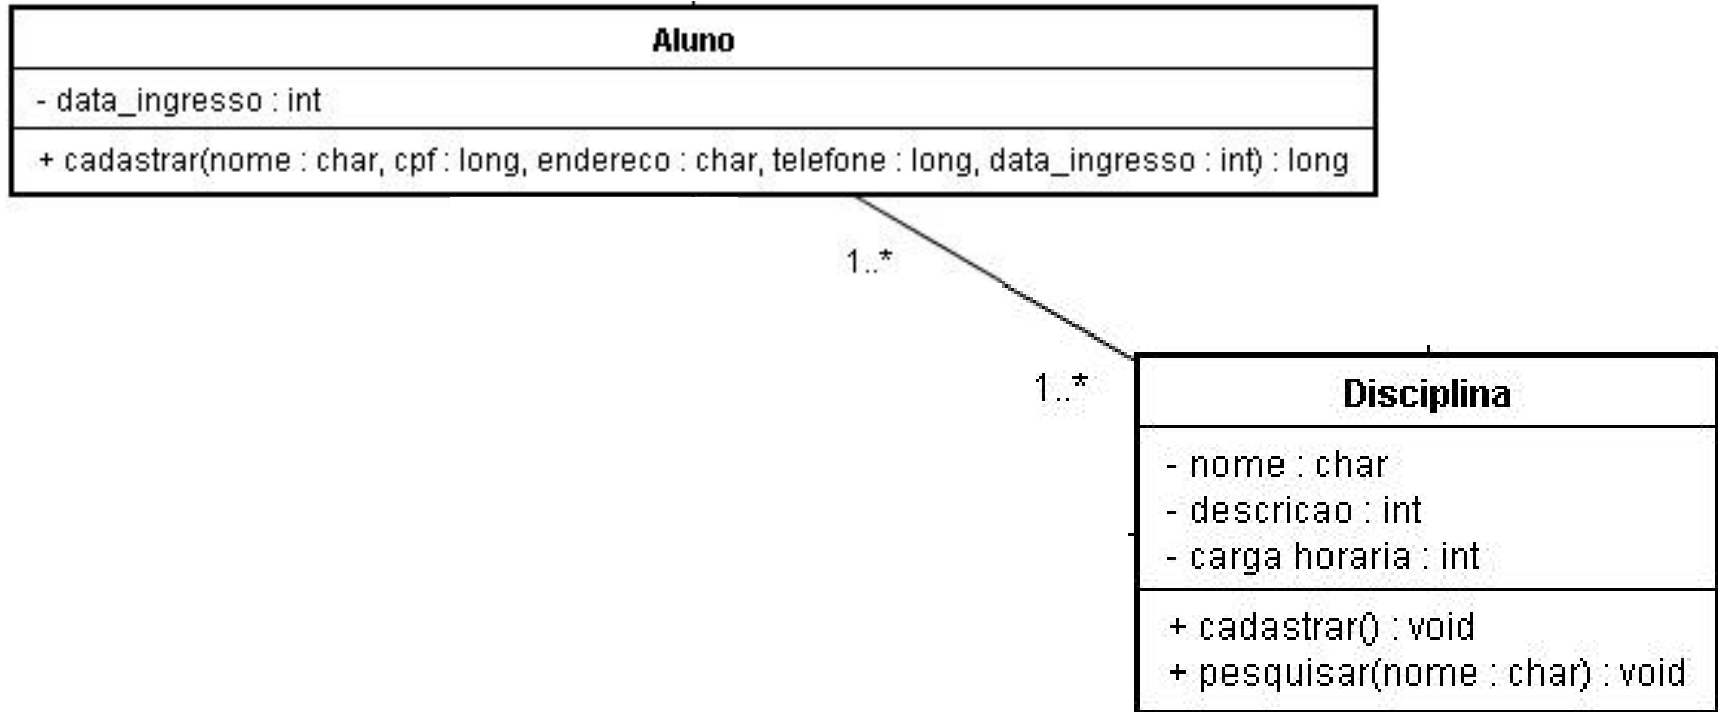 Aluno
- data_ingresso : int
+ cadastrar(nome : char, cpf : long, endereco : char, telefone : long, data_ingresso : int) : long
1..*
1..*
Disciplina
- nome : char
- descricao : int
- carga horaria : int
+ cadastrar() : void
+ pesquisar(nome : char) : void